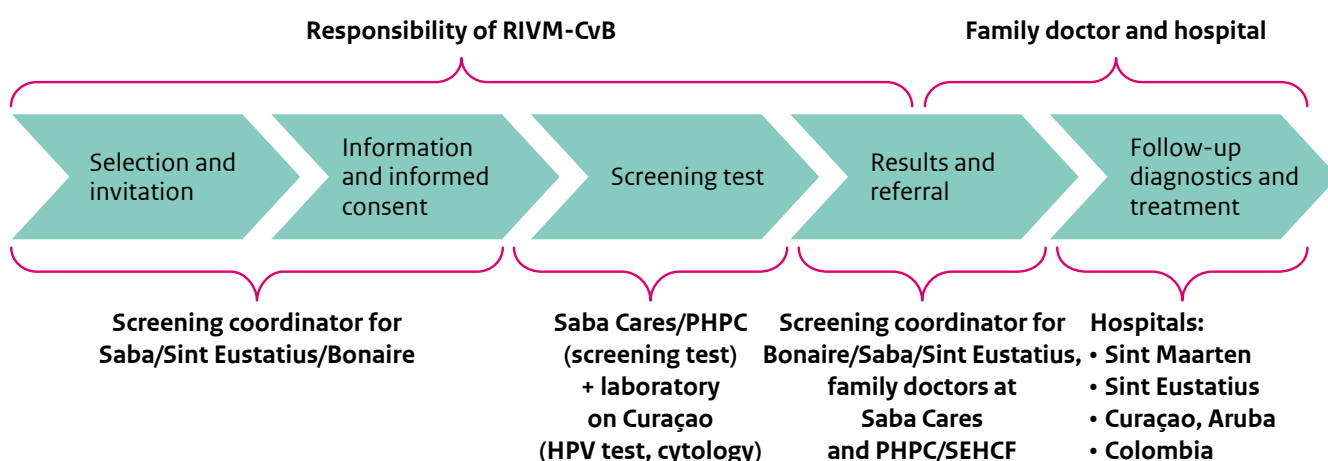 Responsibility of RIVM-CvB
Family doctor and hospital
Selection and
invitation
Information
and informed
consent
Screening test
Results and
referral
Follow-up
diagnostics and
treatment
Screening coordinator for
Saba/Sint Eustatius/Bonaire
Saba Cares/PHPC
(screening test)
+ laboratory
on Curaçao
(HPV test, cytology)
Screening coordinator for
Bonaire/Saba/Sint Eustatius,
family doctors at
Saba Cares
and PHPC/SEHCF
Hospitals:
• Sint Maarten
• Sint Eustatius
• Curaçao, Aruba
• Colombia